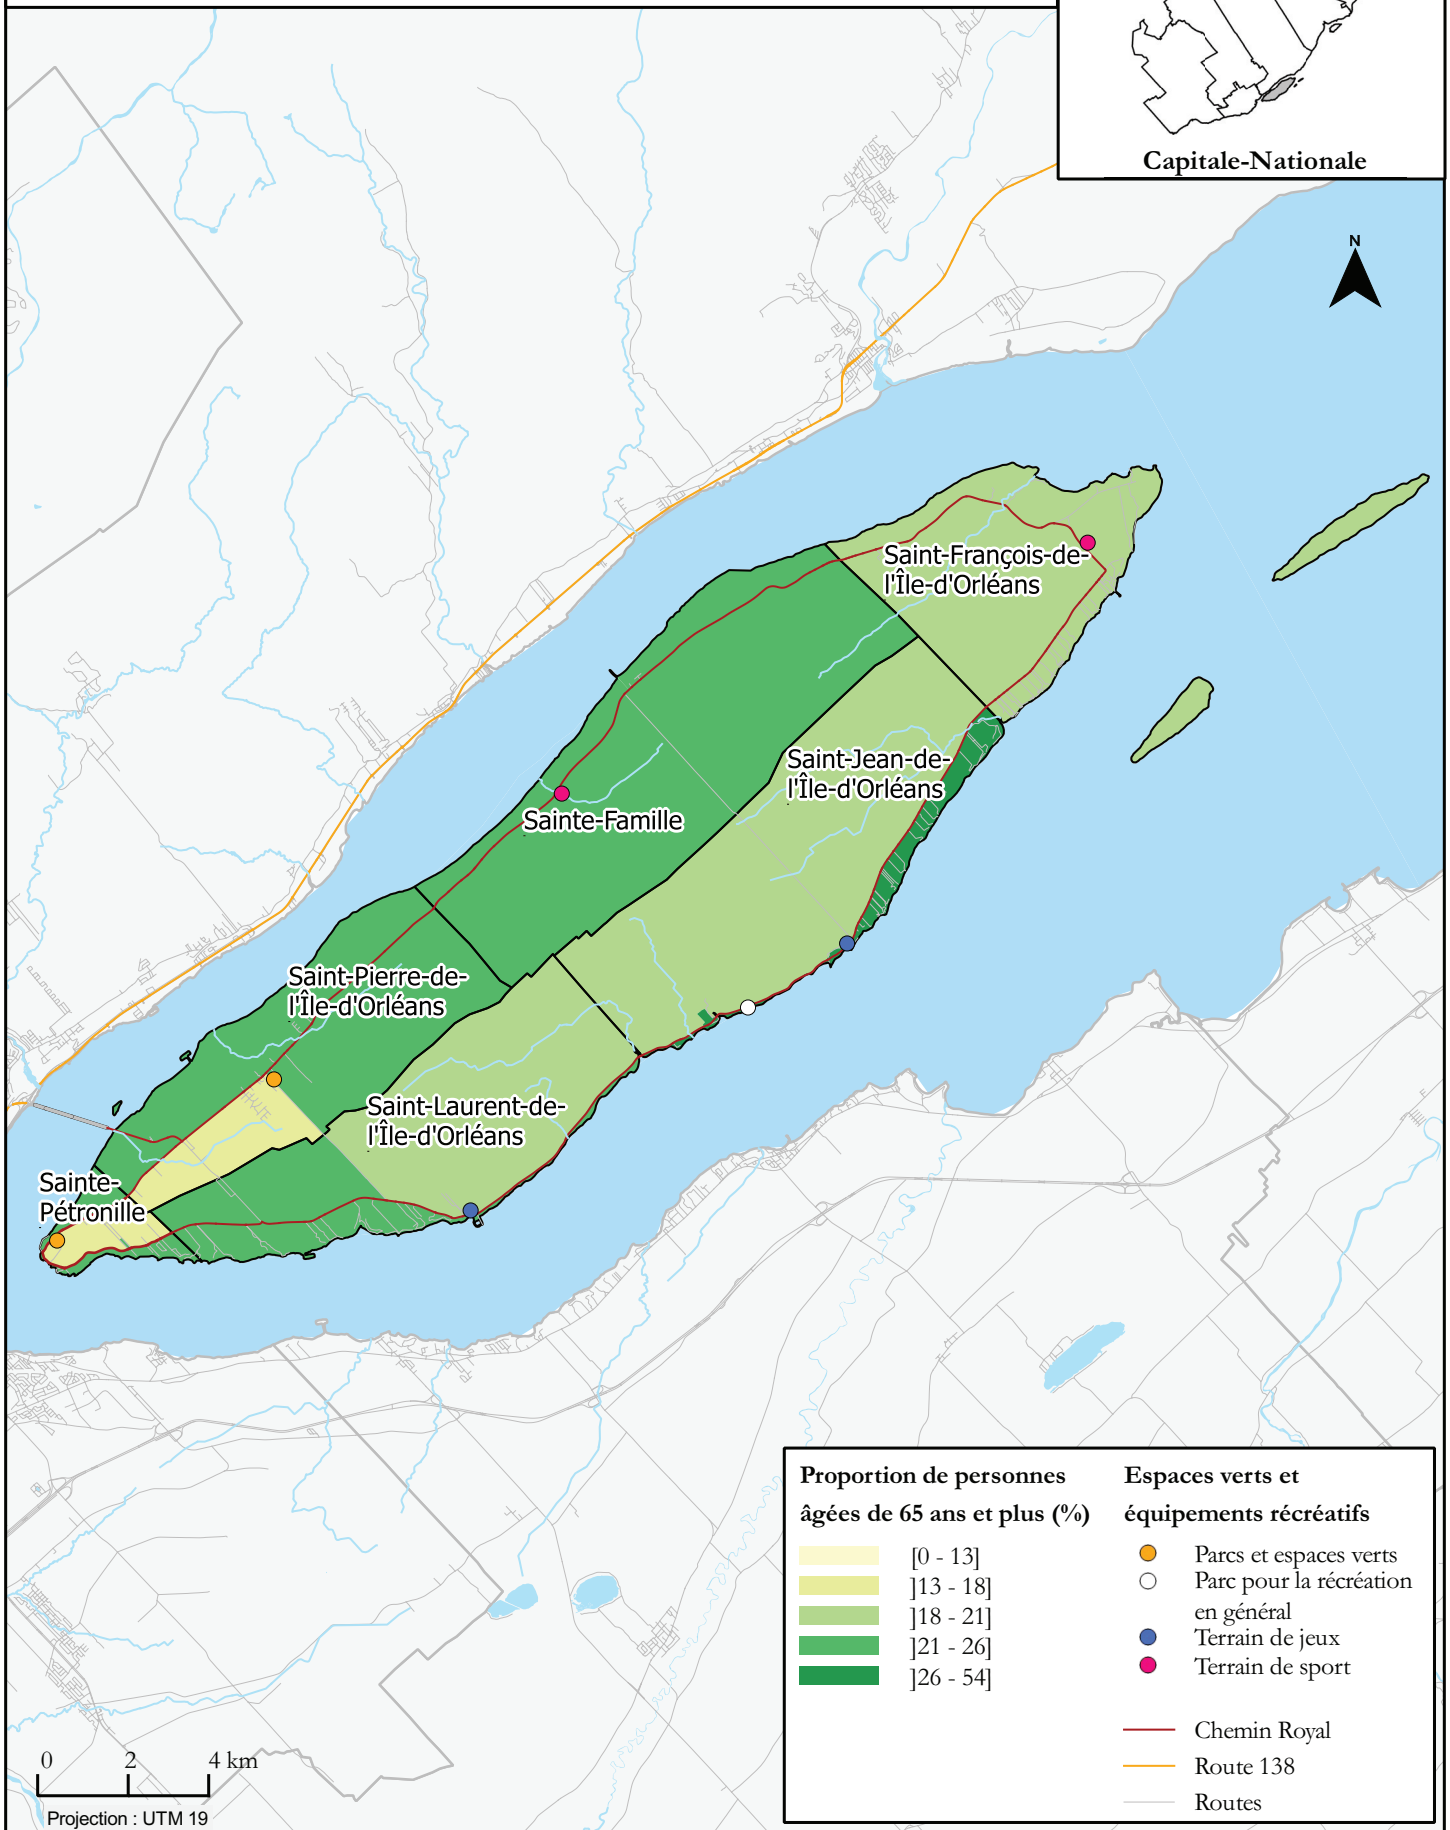 Capitale-Nationale
N
Saint-François-de-
l'Île-d'Orléans
Saint-Jean-de-
l'Île-d'Orléans
Sainte-Famille
Saint-Pierre-de-
l'Île-d'Orléans
Saint-Laurent-de-
l'Île-d'Orléans
Sainte-
Pétronille
Proportion de personnes
âgées de 65 ans et plus (%)
[0 - 13]
]13 - 18]
]18 - 21]
]21 - 26]
]26 - 54]
Espaces verts et
équipements récréatifs
Parcs et espaces verts
Parc pour la récréation
en général
Terrain de jeux
Terrain de sport
Chemin Royal
Route 138
Routes
0 2 4 km
Projection : UTM 19